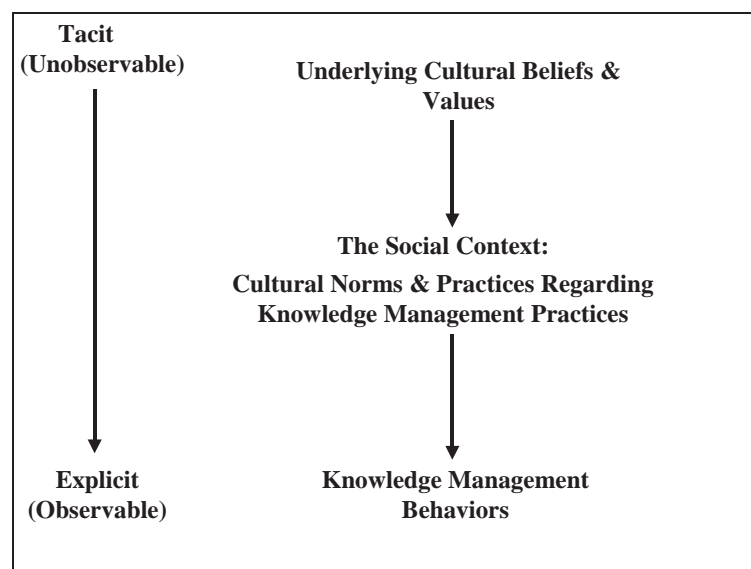 Tacit
(Unobservable)
Underlying Cultural Beliefs &
Values
The Social Context:
Cultural Norms & Practices Regarding
Knowledge Management Practices
Explicit
(Observable)
Knowledge Management
Behaviors